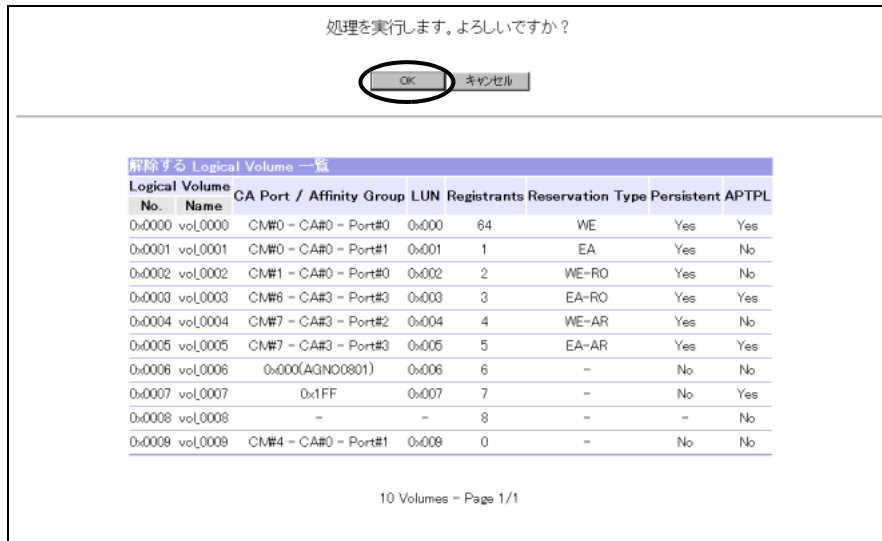 処理を実行します。よろしいですか？
OK キャンセル
解除する Logical Volume 一覧
Logical Volume CA Port / Affinity Group LUN Registrants Reservation Type Persistent APTPL
No. Name
0x0000 vol_0000 CM#0 - CA#0 - Port#0 0x000 64 WE Yes Yes
0x0001 vol_0001 CM#0 - CA#0 - Port#1 0x001 1 EA Yes No
0x0002 vol_0002 CM#1 - CA#0 - Port#0 0x002 2 WE-RO Yes No
0x0003 vol_0003 CM#6 - CA#3 - Port#3 0x003 3 EA-RO Yes Yes
0x0004 vol_0004 CM#7 - CA#3 - Port#2 0x004 4 WE-AR Yes No
0x0005 vol_0005 CM#7 - CA#3 - Port#3 0x005 5 EA-AR Yes Yes
0x0006 vol_0006 0x000(AGNO0801) 0x006 6 - No No
0x0007 vol_0007 0x1FF 0x007 7 - No Yes
0x0008 vol_0008 - - 8 - - No
0x0009 vol_0009 CM#4 - CA#0 - Port#1 0x009 0 - No No
10 Volumes - Page 1/1